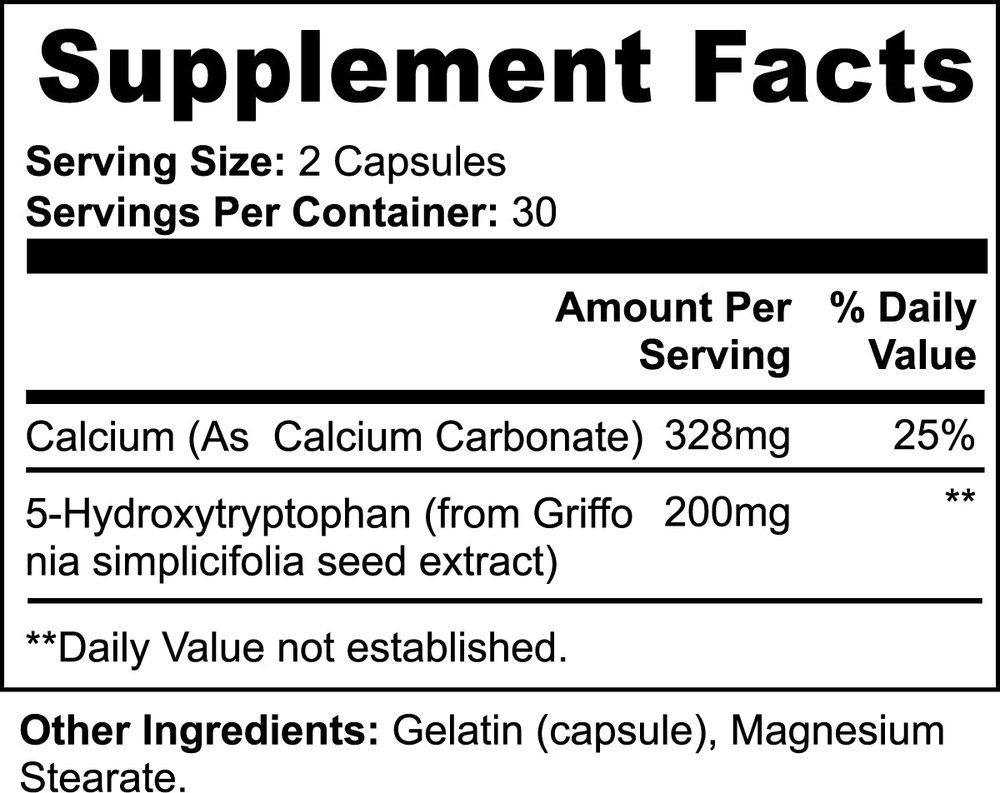 Supplement Facts
Serving Size: 2 Capsules
Servings Per Container: 30
Amount Per Serving % Daily Value
Calcium (As  Calcium Carbonate) 328mg 25%
5-Hydroxytryptophan (from Griffo 200mg **
nia simplicifolia seed extract)
**Daily Value not established.
Other Ingredients: Gelatin (capsule), Magnesium
Stearate.